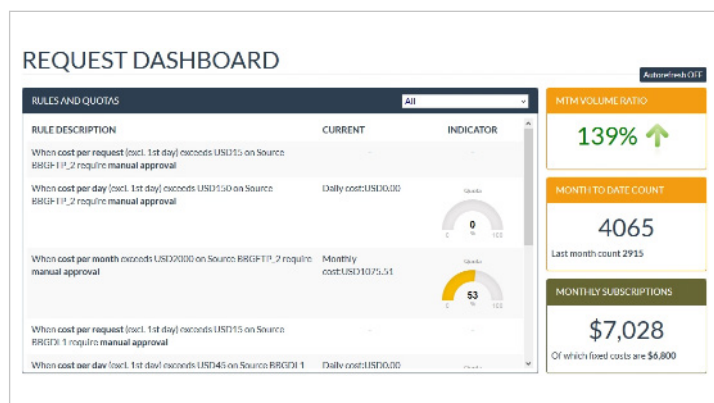 REQUEST DASHBOARD
Autorefresh OFF
RULES AND QUOTAS
All
RULE DESCRIPTION CURRENT INDICATOR
When cost per request (excl. 1st day) exceeds USD15 on Source
BBGFTP_2 require manual approval
When cost per day (excl. 1st day) exceeds USD150 on Source
BBGFTP_2 require manual approval
Daily cost:USD0.00
Quota
0
%
0 100
When cost per month exceeds USD2000 on Source BBGFTP_2 require
manual approval
Monthly
cost:USD1075.51
Quota
53
%
0 100
When cost per request (excl. 1st day) exceeds USD15 on Source
BBGDL1 require manual approval
When cost per day (excl. 1st day) exceeds USD45 on Source BBGDL1
Daily cost:USD0.00
Quota
MTM VOLUME RATIO
139%
MONTH TO DATE COUNT
4065
Last month count 2915
MONTHLY SUBSCRIPTIONS
$7,028
Of which fixed costs are $6,800